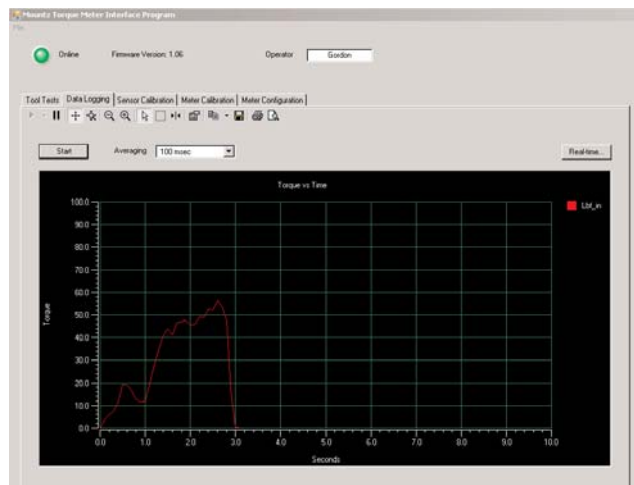 Mountz Torque Meter Interface Program
File
Online Firmware Version: 1.06 Operator Gordon
Tool Tests Data Logging Sensor Calibration Meter Calibration Meter Configuration
Start Averaging 100 msec Real-time...
Torque vs Time
Lbf_in
100.0
90.0
80.0
70.0
60.0
50.0
40.0
30.0
20.0
10.0
0.0
Torque
0.0 1.0 2.0 3.0 4.0 5.0 6.0 7.0 8.0 9.0 10.0
Seconds